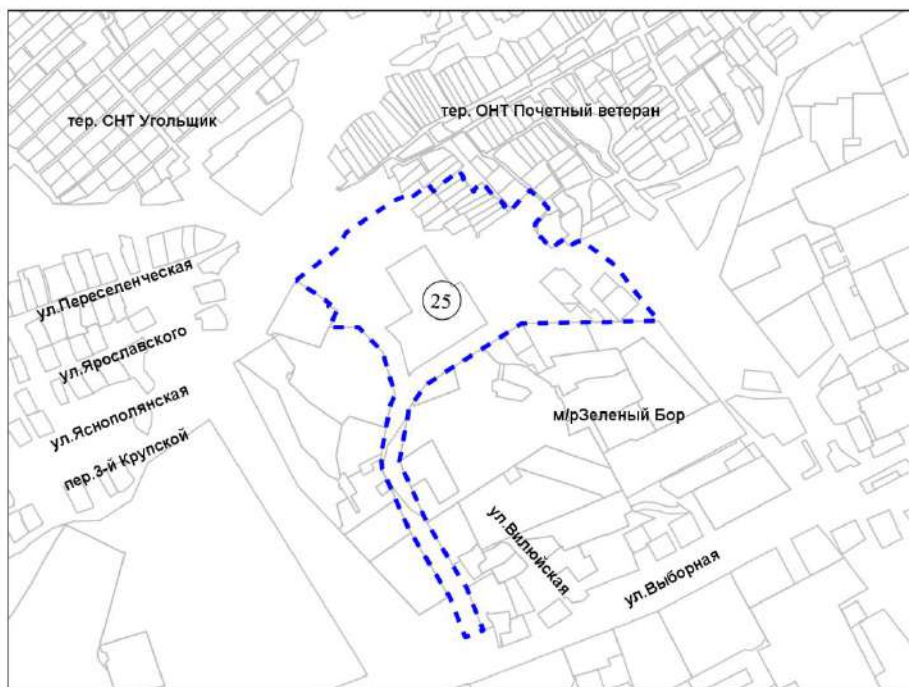 тер. СНТ Угольщик
тер. ОНТ Почетный ветеран
ул.Переселенческая
25
ул.Ярославского
ул.Яснополянская
м/рЗеленый Бор
пер.3-й Крупской
ул.Вилюйская
ул.Выборная